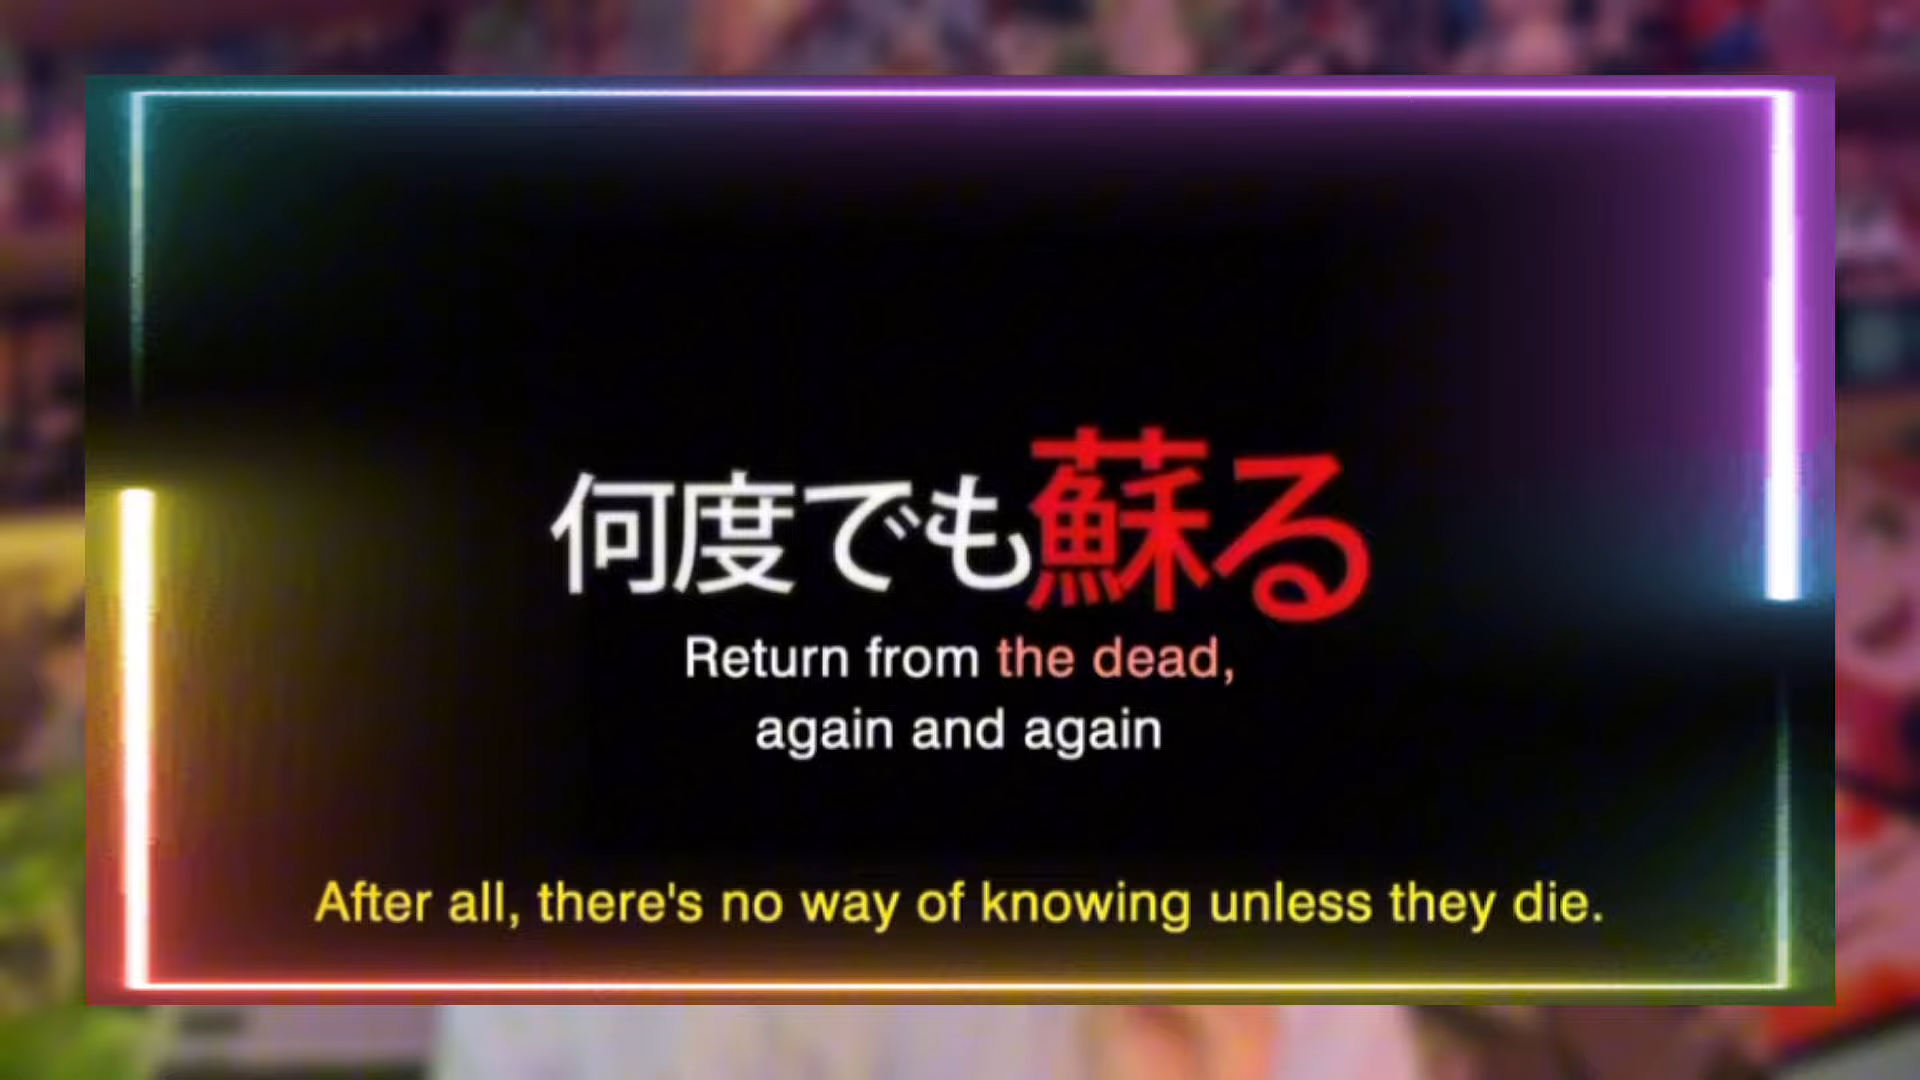 何度でも蘇る
Return from the dead,
again and again
After all, there's no way of knowing unless they die.